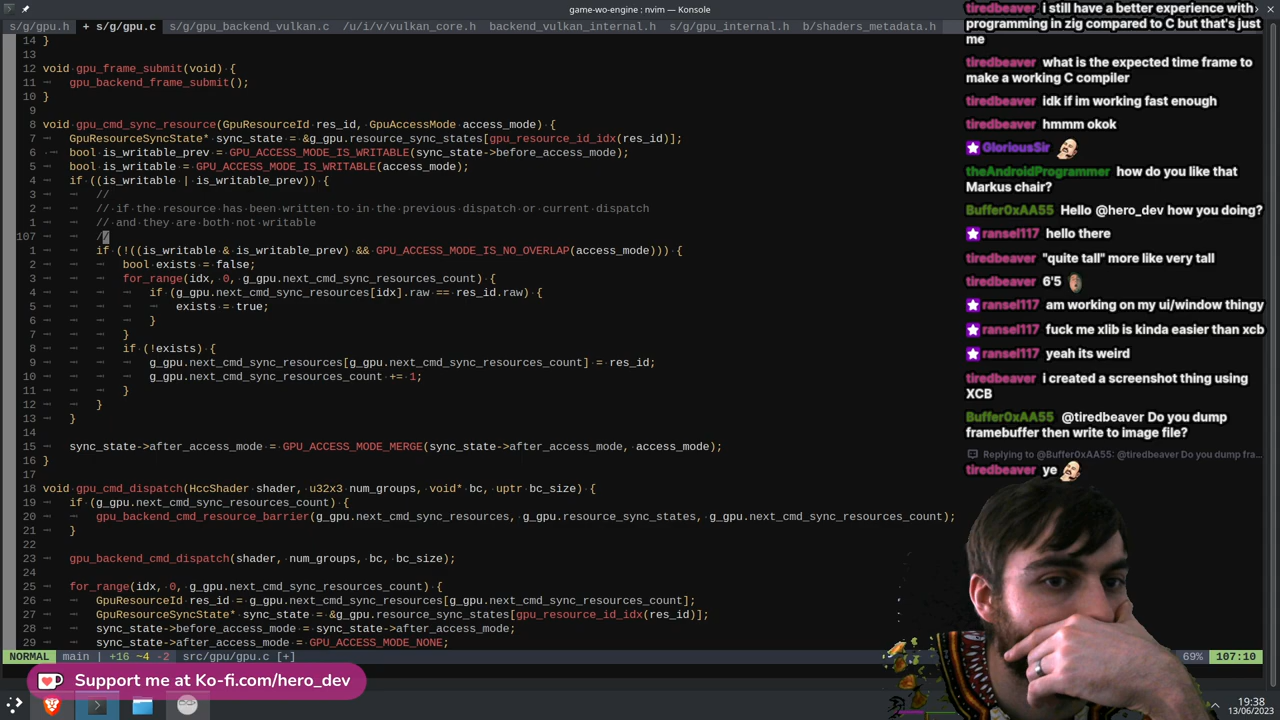 game-wo-engine : nvim — Konsole
s/g/gpu.h
+ s/g/gpu.c
s/g/gpu_backend_vulkan.c
/u/i/v/vulkan_core.h
backend_vulkan_internal.h
s/g/gpu_internal.h
b/shaders_metadata.h
14 }
13
12 void gpu_frame_submit(void) {
11 gpu_backend_frame_submit();
10 }
9
8 void gpu_cmd_sync_resource(GpuResourceId res_id, GpuAccessMode access_mode) {
7 GpuResourceSyncState* sync_state = &g_gpu.resource_sync_states[gpu_resource_id_idx(res_id)];
6 bool is_writable_prev = GPU_ACCESS_MODE_IS_WRITABLE(sync_state->before_access_mode);
5 bool is_writable = GPU_ACCESS_MODE_IS_WRITABLE(access_mode);
4 if ((is_writable | is_writable_prev)) {
3 //
2 // if the resource has been written to in the previous dispatch or current dispatch
1 // and they are both not writable
107 //
1 if (!((is_writable & is_writable_prev) && GPU_ACCESS_MODE_IS_NO_OVERLAP(access_mode))) {
2 bool exists = false;
3 for_range(idx, 0, g_gpu.next_cmd_sync_resources_count) {
4 if (g_gpu.next_cmd_sync_resources[idx].raw == res_id.raw) {
5 exists = true;
6 }
7 }
8 if (!exists) {
9 g_gpu.next_cmd_sync_resources[g_gpu.next_cmd_sync_resources_count] = res_id;
10 g_gpu.next_cmd_sync_resources_count += 1;
11 }
12 }
13 }
14
15 sync_state->after_access_mode = GPU_ACCESS_MODE_MERGE(sync_state->after_access_mode, access_mode);
16 }
17
18 void gpu_cmd_dispatch(HccShader shader, u32x3 num_groups, void* bc, uptr bc_size) {
19 if (g_gpu.next_cmd_sync_resources_count) {
20 gpu_backend_cmd_resource_barrier(g_gpu.next_cmd_sync_resources, g_gpu.resource_sync_states, g_gpu.next_cmd_sync_resources_count);
21 }
22
23 gpu_backend_cmd_dispatch(shader, num_groups, bc, bc_size);
24
25 for_range(idx, 0, g_gpu.next_cmd_sync_resources_count) {
26 GpuResourceId res_id = g_gpu.next_cmd_sync_resources[g_gpu.next_cmd_sync_resources_count];
27 GpuResourceSyncState* sync_state = &g_gpu.resource_sync_states[gpu_resource_id_idx(res_id)];
28 sync_state->before_access_mode = sync_state->after_access_mode;
29 sync_state->after_access_mode = GPU_ACCESS_MODE_NONE;
NORMAL main | +16 ~4 -2 src/gpu/gpu.c [+]
69% 107:10
Support me at Ko-fi.com/hero_dev
19:38
13/06/2023
tiredbeaver i still have a better experience with
programming in zig compared to C but that's just
me
tiredbeaver what is the expected time frame to
make a working C compiler
tiredbeaver idk if im working fast enough
tiredbeaver hmmm okok
GloriousSir
theAndroidProgrammer how do you like that
Markus chair?
Buffer0xAA55 Hello @hero_dev how you doing?
ransel117 hello there
tiredbeaver "quite tall" more like very tall
tiredbeaver 6'5
ransel117 am working on my ui/window thingy
ransel117 fuck me xlib is kinda easier than xcb
ransel117 yeah its weird
tiredbeaver i created a screenshot thing using
XCB
Buffer0xAA55 @tiredbeaver Do you dump
framebuffer then write to image file?
Replying to @Buffer0xAA55: @tiredbeaver Do you dump fra...
tiredbeaver ye